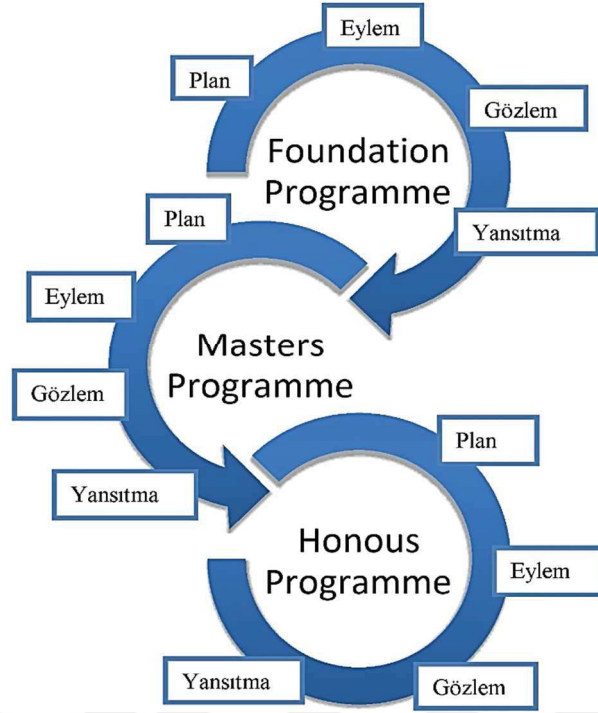 Eylem
Plan
Gözlem
Foundation
Programme
Yansıtma
Plan
Eylem
Masters
Programme
Gözlem
Yansıtma
Plan
Honous
Programme
Eylem
Yansıtma
Gözlem